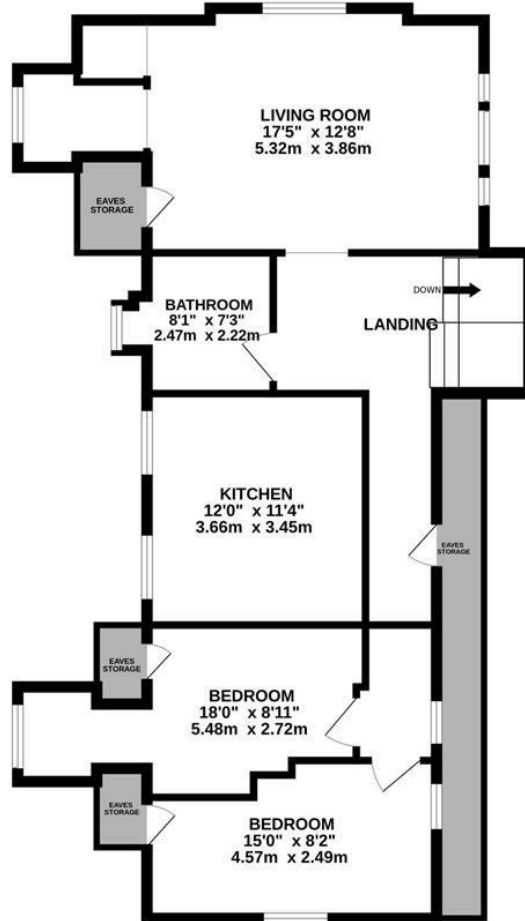 LIVING ROOM
17'5" x 12'8"
5.32m x 3.86m
EAVES
STORAGE
BATHROOM
8'1" x 7'3"
2.47m x 2.22m
DOWN
LANDING
KITCHEN
12'0" x 11'4"
3.66m x 3.45m
EAVES
STORAGE
EAVES
STORAGE
BEDROOM
18'0" x 8'11"
5.48m x 2.72m
EAVES
STORAGE
BEDROOM
15'0" x 8'2"
4.57m x 2.49m